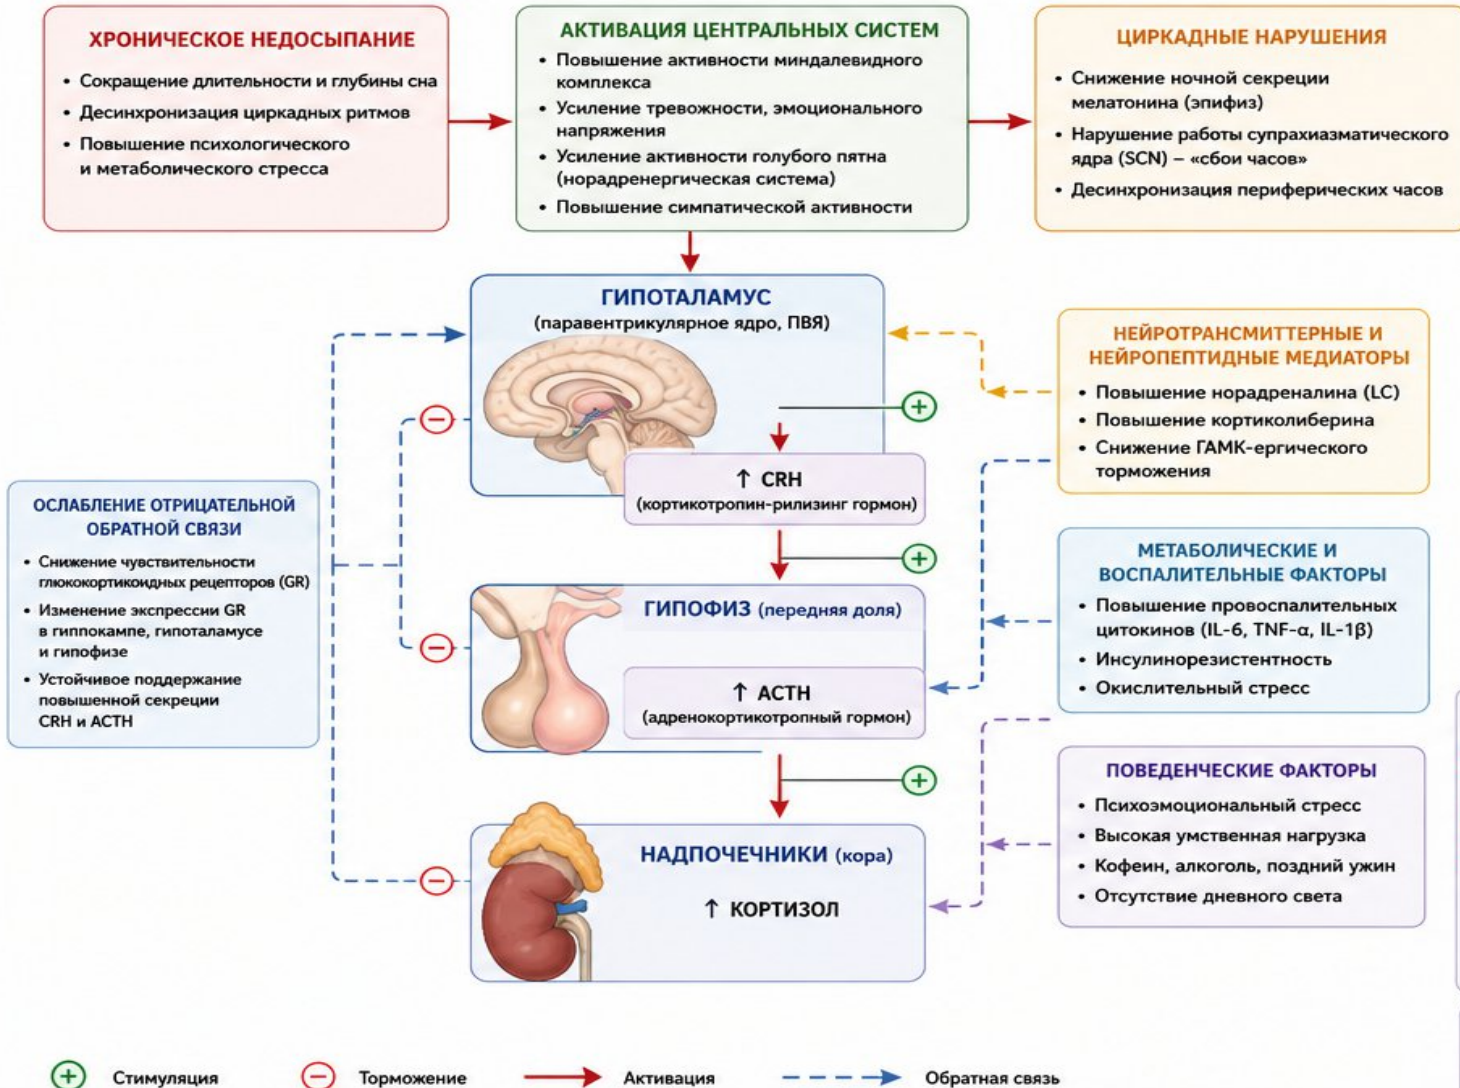 ХРОНИЧЕСКОЕ НЕДОСЫПАНИЕ
• Сокращение длительности и глубины сна
• Десинхронизация циркадных ритмов
• Повышение психологического
и метаболического стресса
АКТИВАЦИЯ ЦЕНТРАЛЬНЫХ СИСТЕМ
• Повышение активности миндалевидного
комплекса
• Усиление тревожности, эмоционального
напряжения
• Усиление активности голубого пятна
(норадренергическая система)
• Повышение симпатической активности
ЦИРКАДНЫЕ НАРУШЕНИЯ
• Снижение ночной секреции
мелатонина (эпифиз)
• Нарушение работы супрахиазматического
ядра (SCN) – «сбои часов»
• Десинхронизация периферических часов
ГИПОТАЛАМУС
(паравентрикулярное ядро, ПВЯ)
+
−
↑ CRH
(кортикотропин-рилизинг гормон)
+
НЕЙРОТРАНСМИТТЕРНЫЕ И
НЕЙРОПЕПТИДНЫЕ МЕДИАТОРЫ
• Повышение норадреналина (LC)
• Повышение кортиколиберина
• Снижение ГАМК-ергического
торможения
ОСЛАБЛЕНИЕ ОТРИЦАТЕЛЬНОЙ
ОБРАТНОЙ СВЯЗИ
• Снижение чувствительности
глюкокортикоидных рецепторов (GR)
• Изменение экспрессии GR
в гиппокампе, гипоталамусе
и гипофизе
• Устойчивое поддержание
повышенной секреции
CRH и ACTH
ГИПОФИЗ (передняя доля)
−
↑ ACTH
(адренокортикотропный гормон)
+
МЕТАБОЛИЧЕСКИЕ И
ВОСПАЛИТЕЛЬНЫЕ ФАКТОРЫ
• Повышение провоспалительных
цитокинов (IL-6, TNF-α, IL-1β)
• Инсулинорезистентность
• Окислительный стресс
НАДПОЧЕЧНИКИ (кора)
−
↑ КОРТИЗОЛ
ПОВЕДЕНЧЕСКИЕ ФАКТОРЫ
• Психоэмоциональный стресс
• Высокая умственная нагрузка
• Кофеин, алкоголь, поздний ужин
• Отсутствие дневного света
+ Стимуляция
− Торможение
Активация
Обратная связь